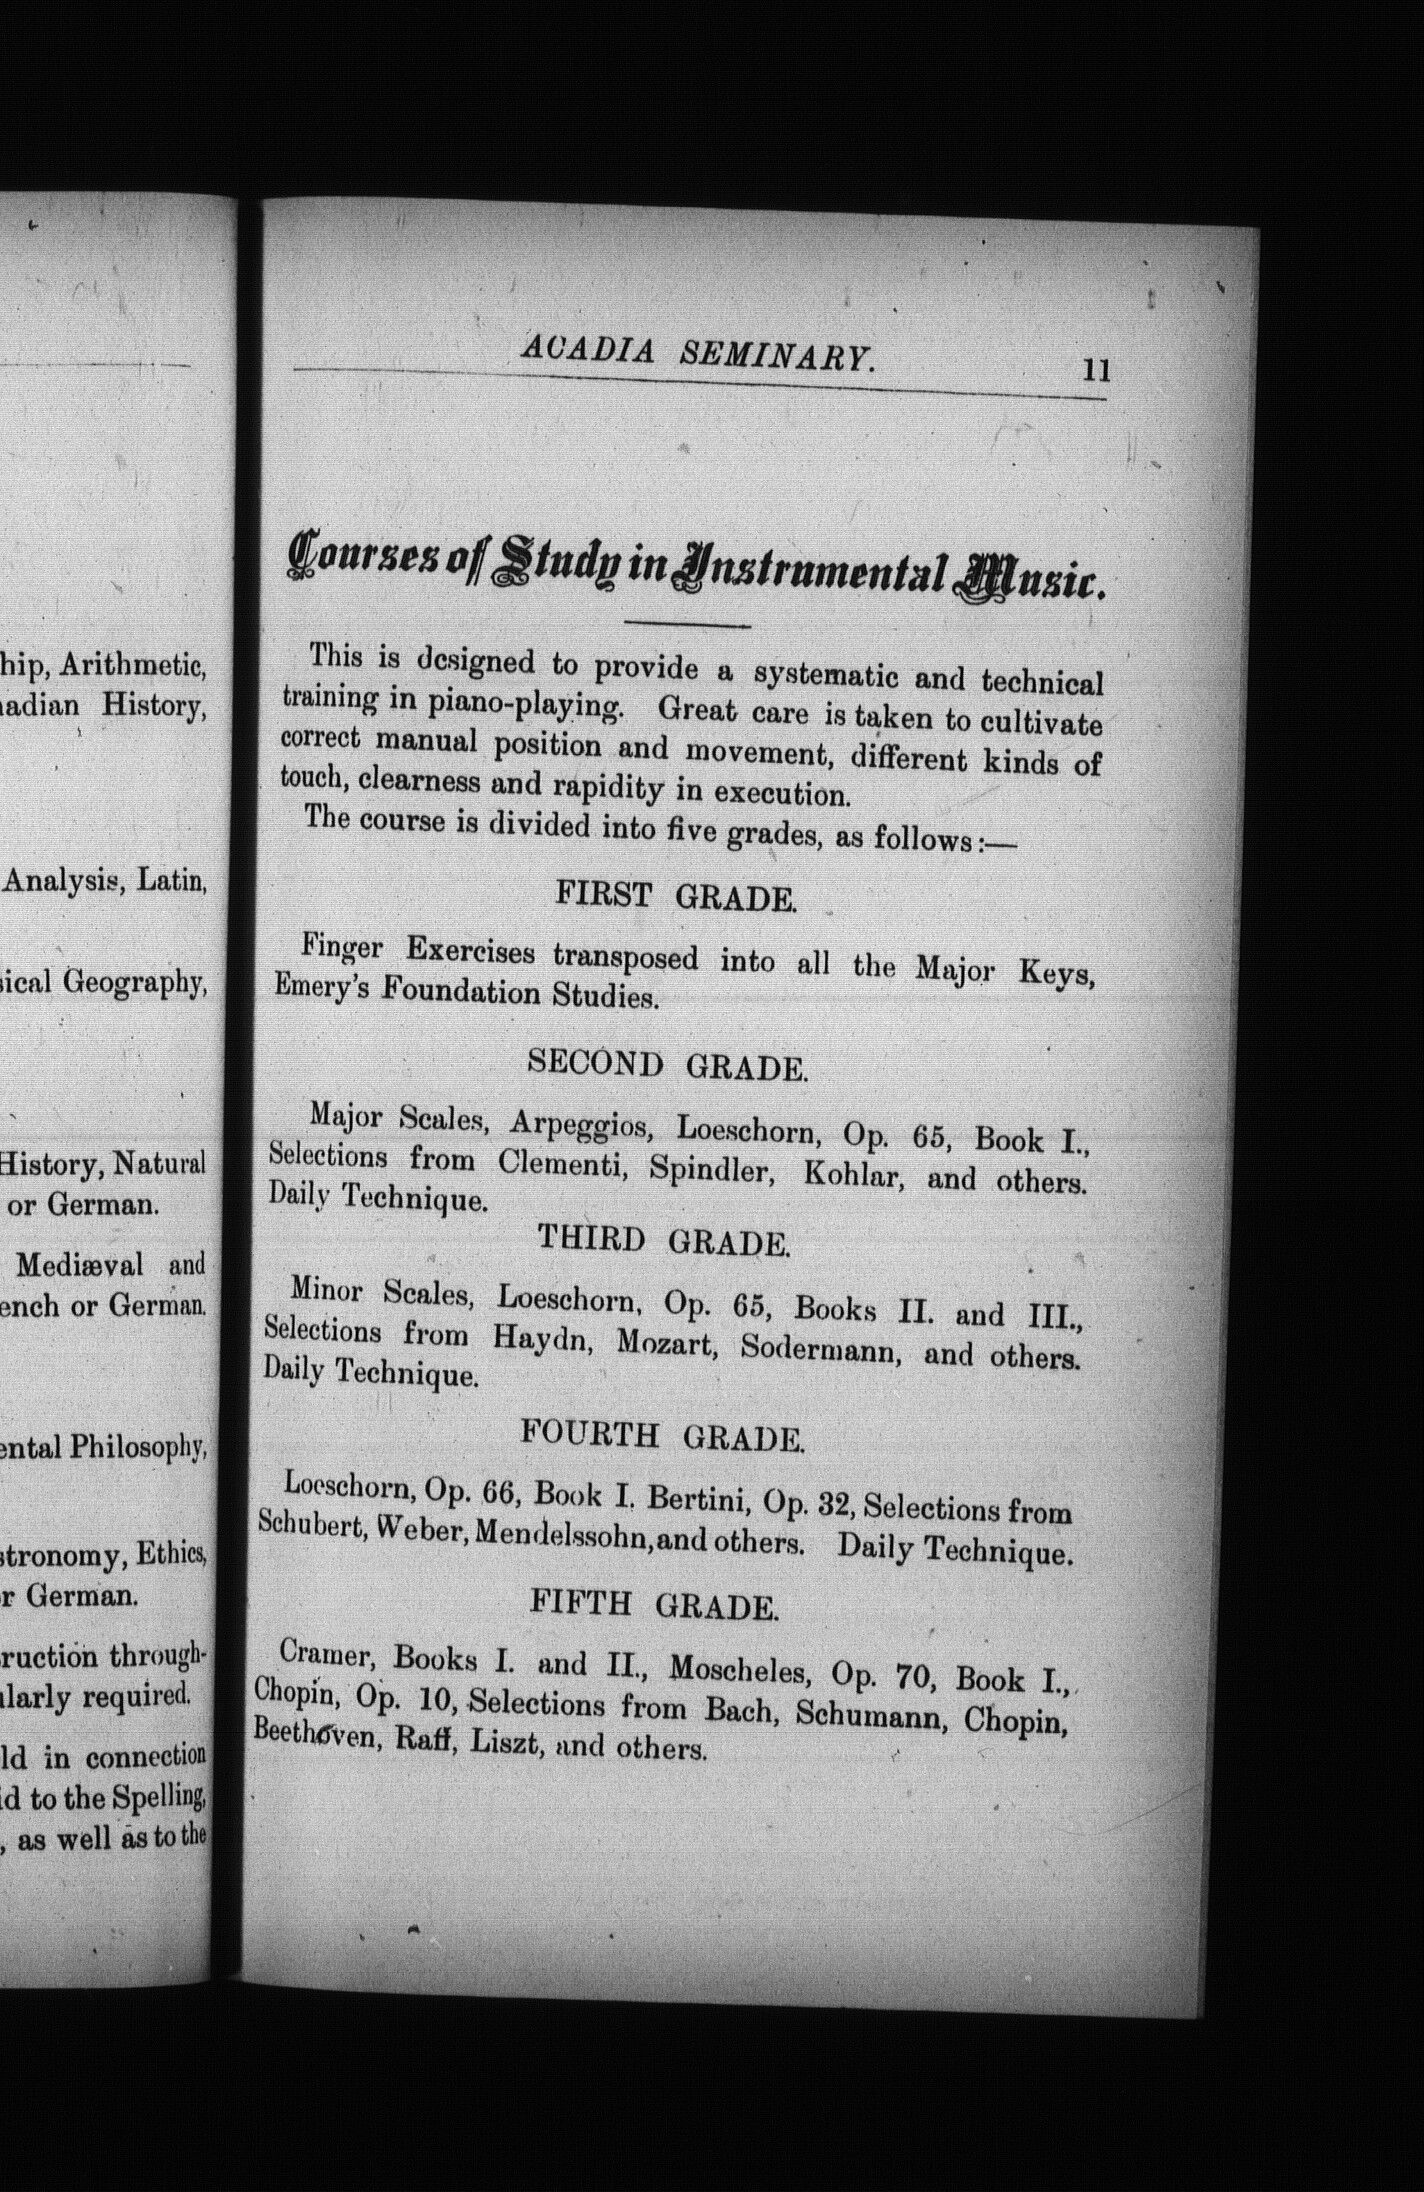 hip, Arithmetic,
adian History,
Analysis, Latin,
sical Geography,
History, Natural
or German.
Mediæval and
ench or German.
ental Philosophy,
stronomy, Ethics,
r German.
ruction through-
larly required.
ld in connection
id to the Spelling,
, as well as to the
ACADIA SEMINARY. 11
Courses of Study in Instrumental Music.
This is designed to provide a systematic and technical
training in piano-playing. Great care is taken to cultivate
correct manual position and movement, different kinds of
touch, clearness and rapidity in execution.
The course is divided into five grades, as follows:—
FIRST GRADE.
Finger Exercises transposed into all the Major Keys,
Emery's Foundation Studies.
SECOND GRADE.
Major Scales, Arpeggios, Loeschorn, Op. 65, Book I.,
Selections from Clementi, Spindler, Kohlar, and others.
Daily Technique.
THIRD GRADE.
Minor Scales, Loeschorn, Op. 65, Books II. and III.,
Selections from Haydn, Mozart, Sodermann, and others.
Daily Technique.
FOURTH GRADE.
Loeschorn, Op. 66, Book I. Bertini, Op. 32, Selections from
Schubert, Weber, Mendelssohn, and others. Daily Technique.
FIFTH GRADE.
Cramer, Books I. and II., Moscheles, Op. 70, Book I.,
Chopin, Op. 10, Selections from Bach, Schumann, Chopin,
Beethoven, Raff, Liszt, and others.